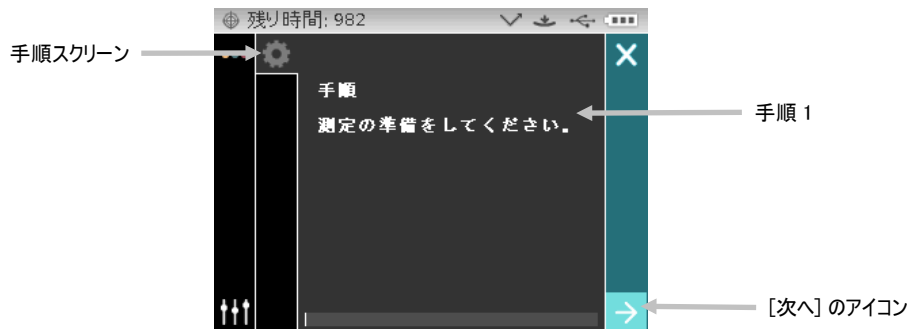 残り時間: 982
手順スクリーン
手順
手順 1
測定の準備をしてください。
[次へ] のアイコン